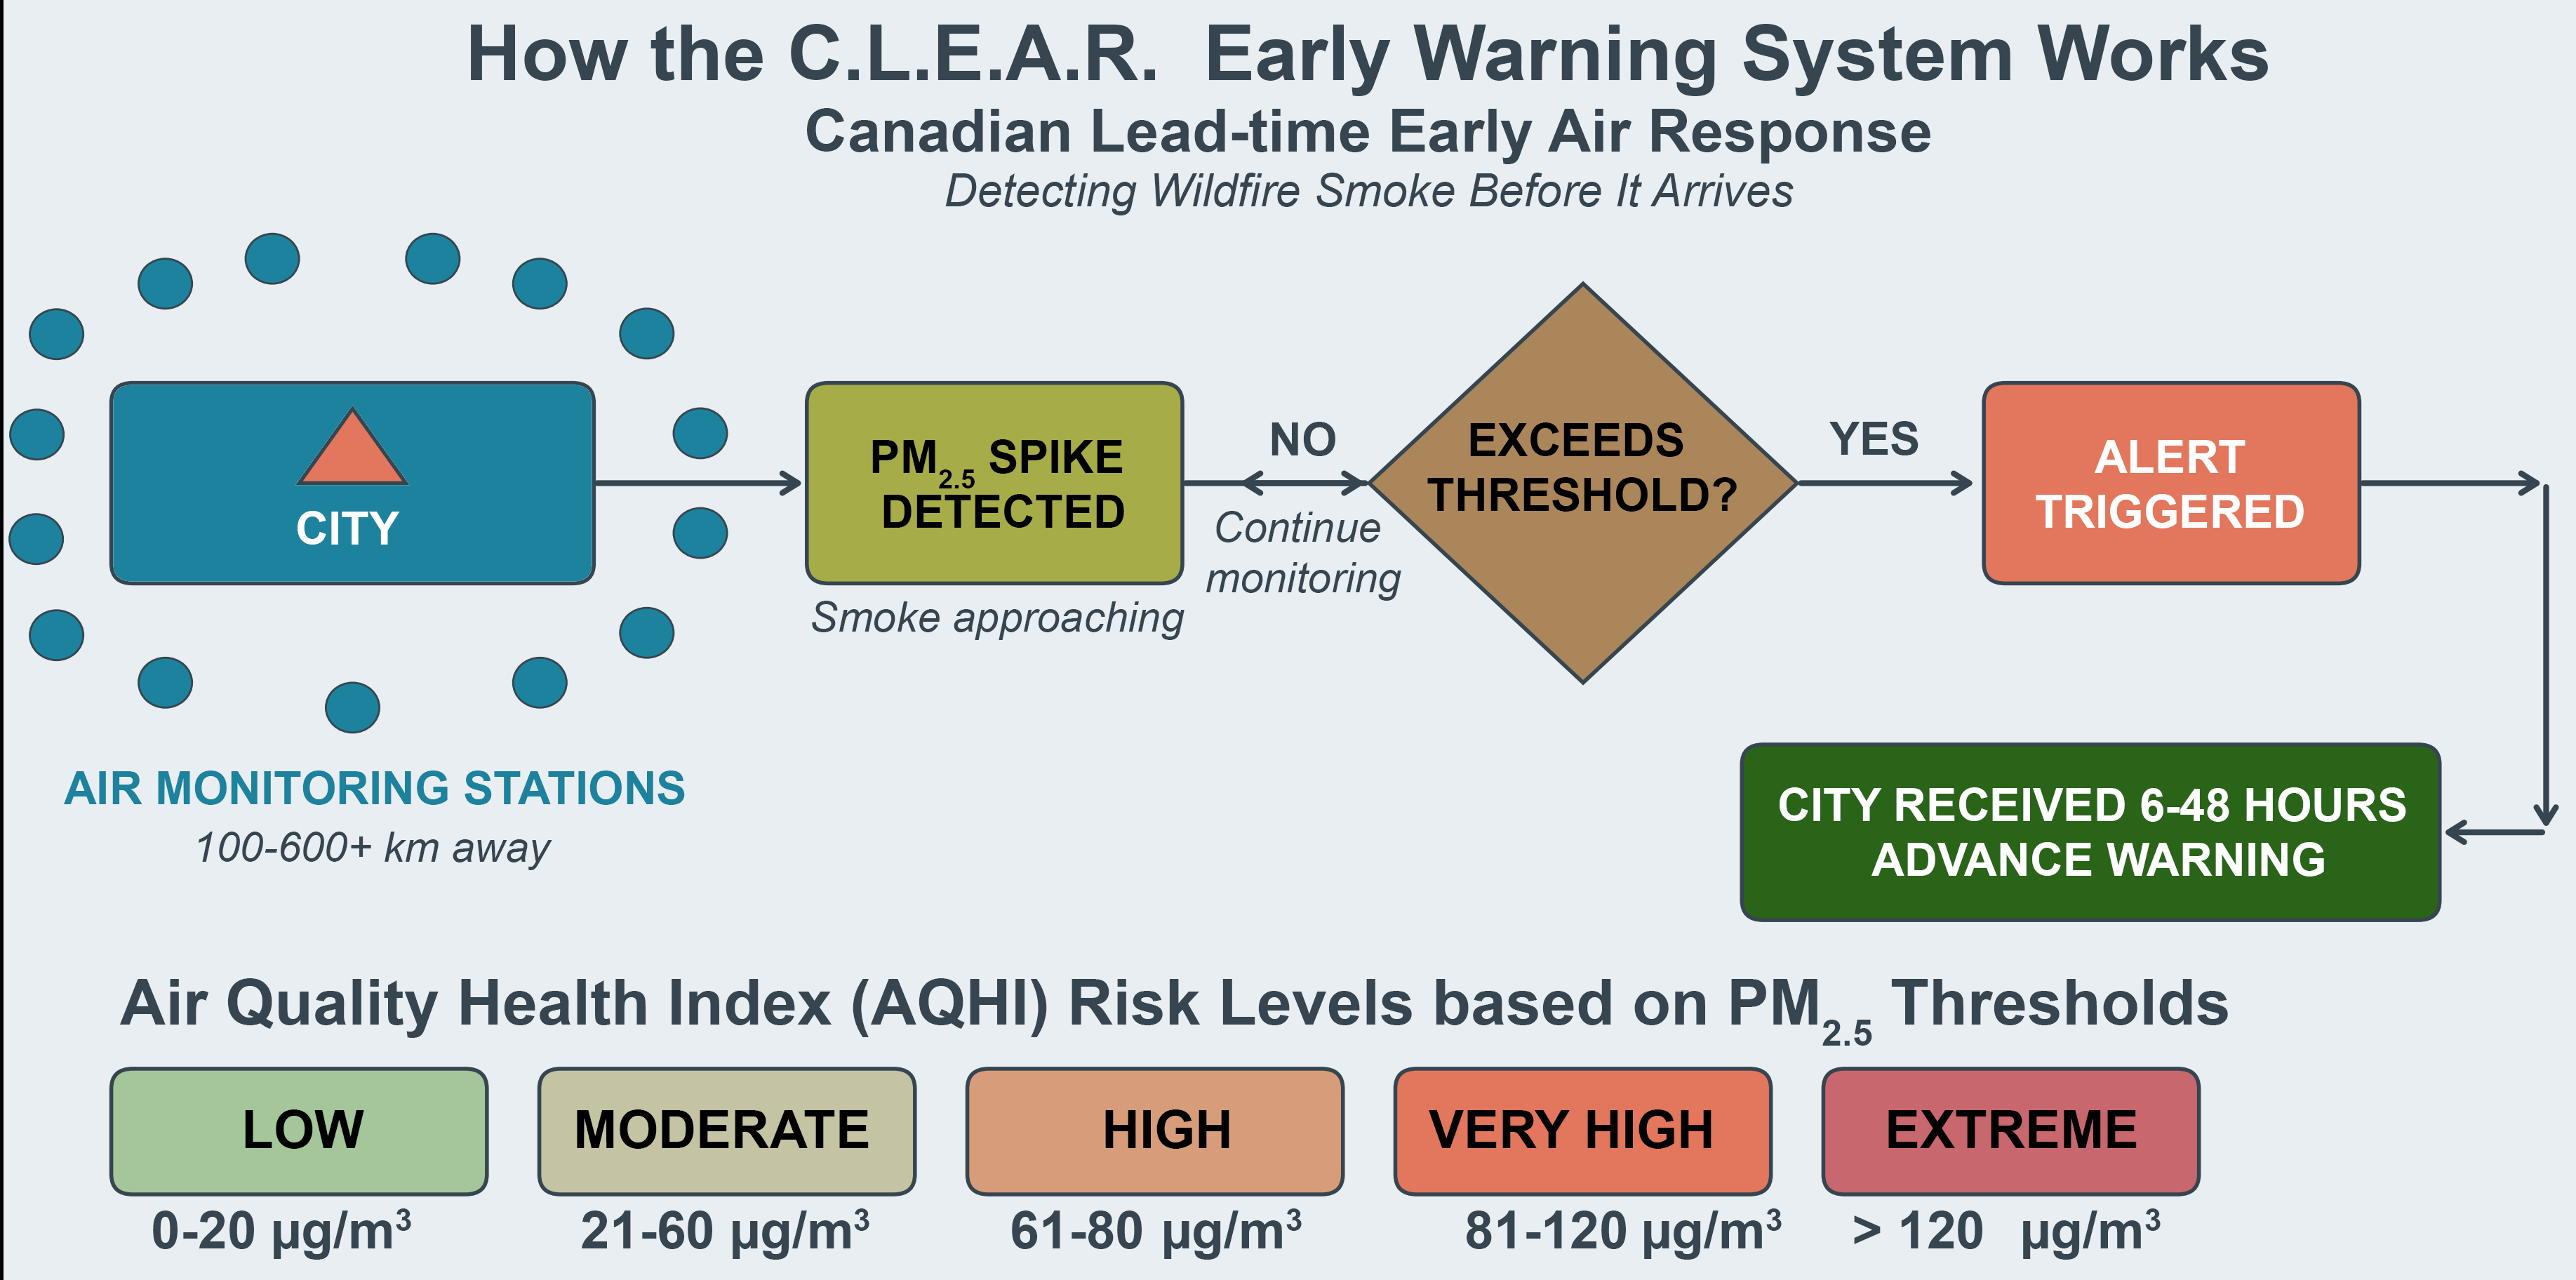 How the C.L.E.A.R. Early Warning System Works
Canadian Lead-time Early Air Response
Detecting Wildfire Smoke Before It Arrives
CITY
AIR MONITORING STATIONS
100-600+ km away
PM2.5 SPIKE
DETECTED
Smoke approaching
NO
Continue
monitoring
EXCEEDS
THRESHOLD?
YES
ALERT
TRIGGERED
CITY RECEIVED 6-48 HOURS
ADVANCE WARNING
Air Quality Health Index (AQHI) Risk Levels based on PM2.5 Thresholds
LOW
MODERATE
HIGH
VERY HIGH
EXTREME
0-20 µg/m³
21-60 µg/m³
61-80 µg/m³
81-120 µg/m³
> 120 µg/m³